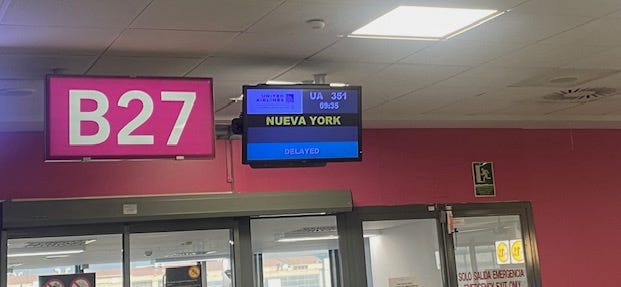 B27
UNITED
AIRLINES
UA 351
09:35
NUEVA YORK
DELAYED
SOLO SALIDA EMERGENCIA